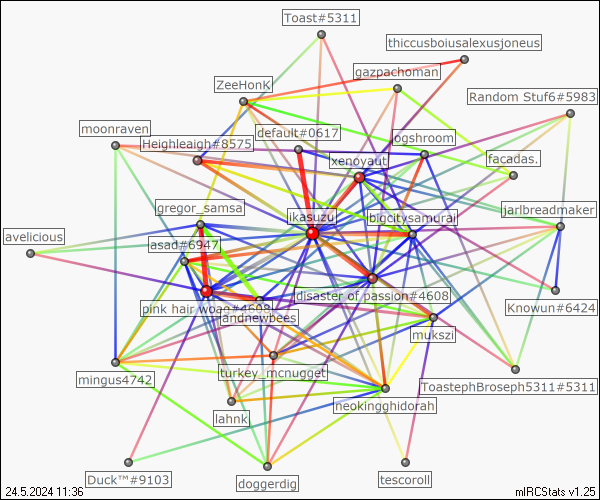 Toast#5311
thiccusboiusalexusjoneus
gazpachoman
ZeeHonK
Random Stuf6#5983
moonraven
default#0617
ogshroom
Heighleaigh#8575
xenovaut
facadas.
gregor_samsa
ikasuzu
bigcitysamurai
jarlbreadmaker
avelicious
asad#6947
disaster of passion#4608
pink hair woag#4698
Knowun#6424
andnewbees
mukszi
turkey_mcnugget
mingus4742
ToastephBroseph5311#5311
neokingghidorah
lahnk
Duck™#9103
doggerdig
tescoroll
24.5.2024 11:36
mIRCStats v1.25